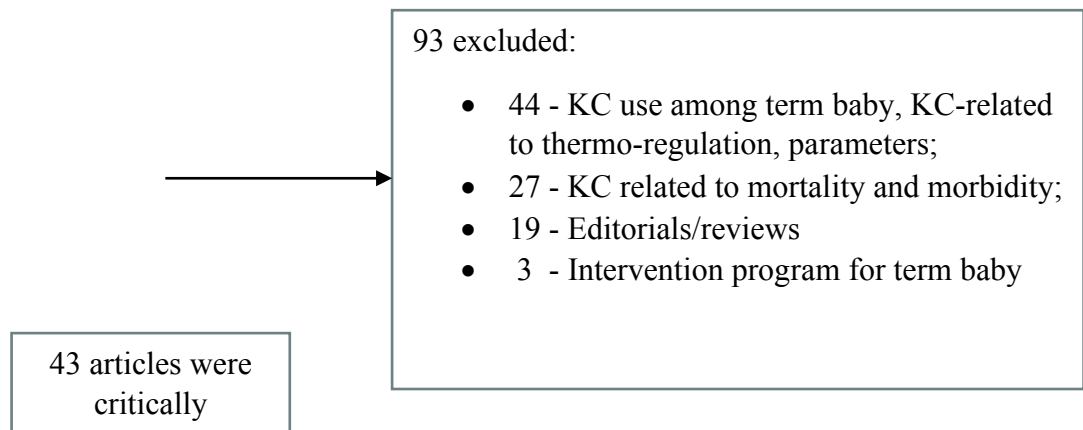 93 excluded:
• 44 - KC use among term baby, KC-related
to thermo-regulation, parameters;
• 27 - KC related to mortality and morbidity;
• 19 - Editorials/reviews
• 3 - Intervention program for term baby
43 articles were
critically